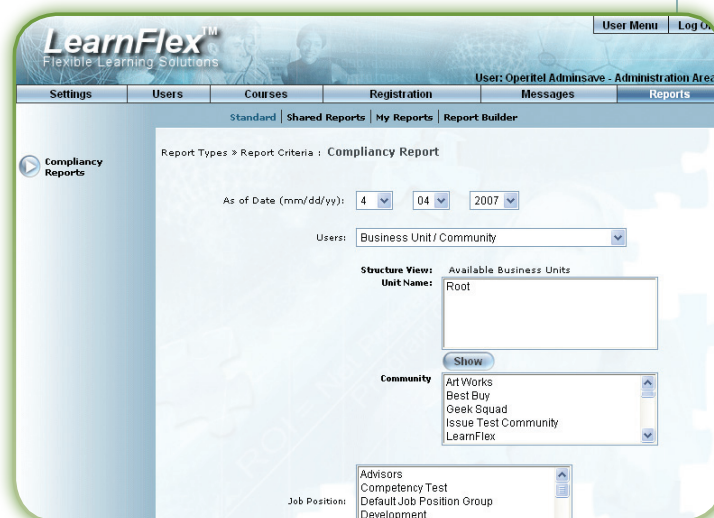 User Menu Log O
LearnFlex™
Flexible Learning Solutions
User: Operitel Adminsave - Administration Area
Settings Users Courses Registration Messages Reports
Standard | Shared Reports | My Reports | Report Builder
Compliancy
Reports
Report Types » Report Criteria : Compliancy Report
As of Date (mm/dd/yy): 4 04 2007
Users: Business Unit / Community
Structure View: Available Business Units
Unit Name: Root
Show
Community Art Works
Best Buy
Geek Squad
Issue Test Community
LearnFlex
Job Position: Advisors
Competency Test
Default Job Position Group
Development